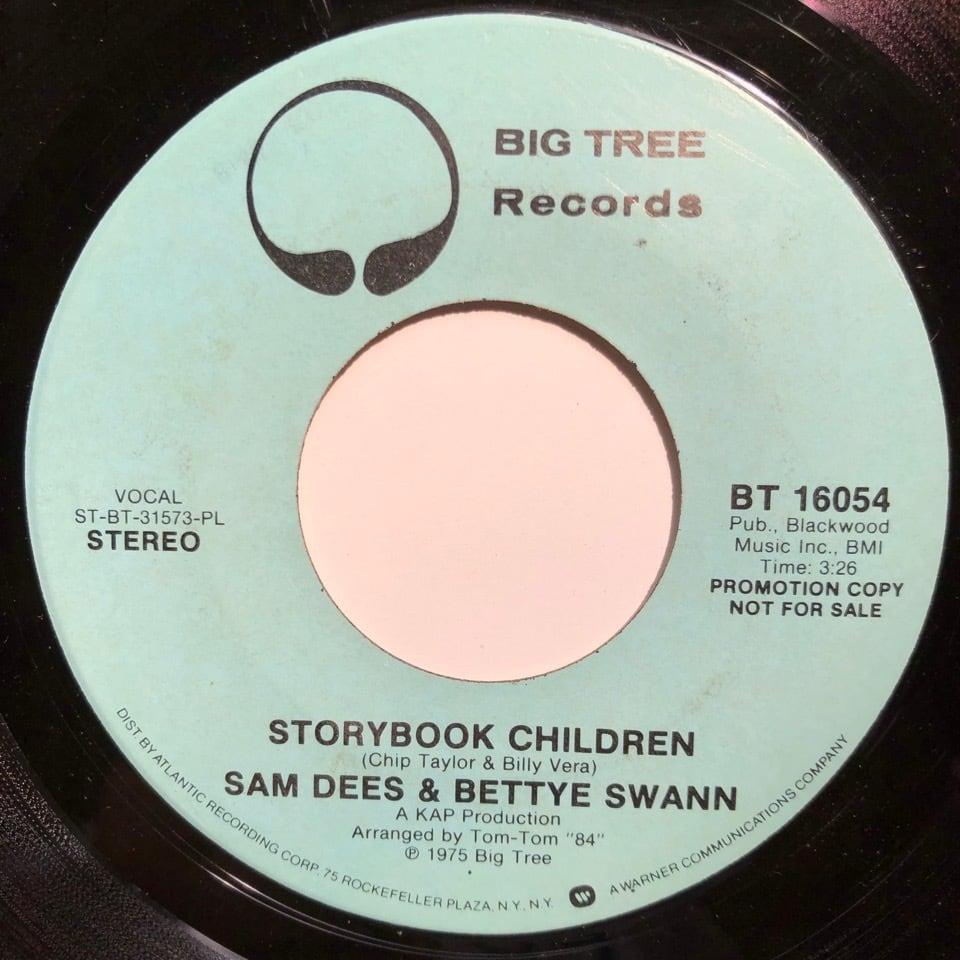 BIG TREE
Records
VOCAL
ST-BT-31573-PL
STEREO
BT 16054
Pub., Blackwood
Music Inc., BMI
Time: 3:26
PROMOTION COPY
NOT FOR SALE
STORYBOOK CHILDREN
(Chip Taylor & Billy Vera)
SAM DEES & BETTYE SWANN
A KAP Production
Arranged by Tom-Tom "84"
℗ 1975 Big Tree
DIST. BY ATLANTIC RECORDING CORP. 75 ROCKEFELLER PLAZA, N.Y., N.Y. W A WARNER COMMUNICATIONS COMPANY